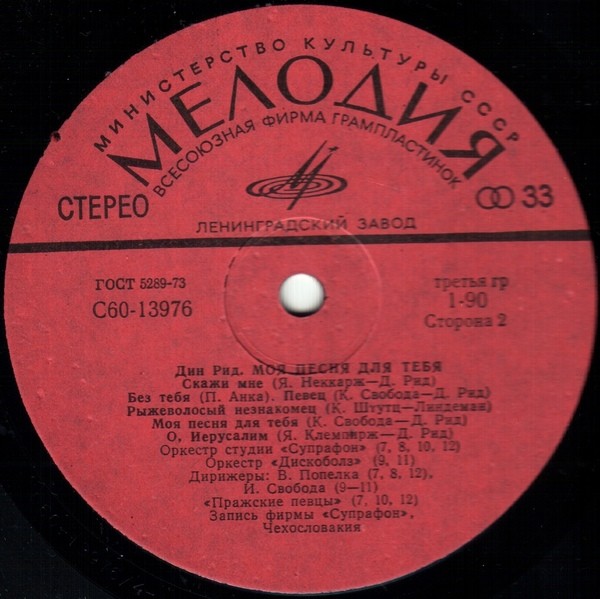 МИНИСТЕРСТВО КУЛЬТУРЫ СССР
МЕЛОДИЯ
ВСЕСОЮЗНАЯ ФИРМА ГРАМПЛАСТИНОК
СТЕРЕО
33
ЛЕНИНГРАДСКИЙ ЗАВОД
ГОСТ 5289-73
С60-13976
третья гр
1-90
Сторона 2
Дин Рид. МОЯ ПЕСНЯ ДЛЯ ТЕБЯ
Скажи мне (Я. Неккарж—Д. Рид)
Без тебя (П. Анка). Певец (К. Свобода—Д. Рид)
Рыжеволосый незнакомец (К. Штутц—Линдеман)
Моя песня для тебя (К. Свобода—Д. Рид)
О, Иерусалим (Я. Клемпирж—Д. Рид)
Оркестр студии «Супрафон» (7, 8, 10, 12)
Оркестр «Дискоболз» (9, 11)
Дирижеры: В. Попелка (7, 8, 12),
И. Свобода (9—11)
«Пражские певцы» (7, 10, 12)
Запись фирмы «Супрафон»,
Чехословакия